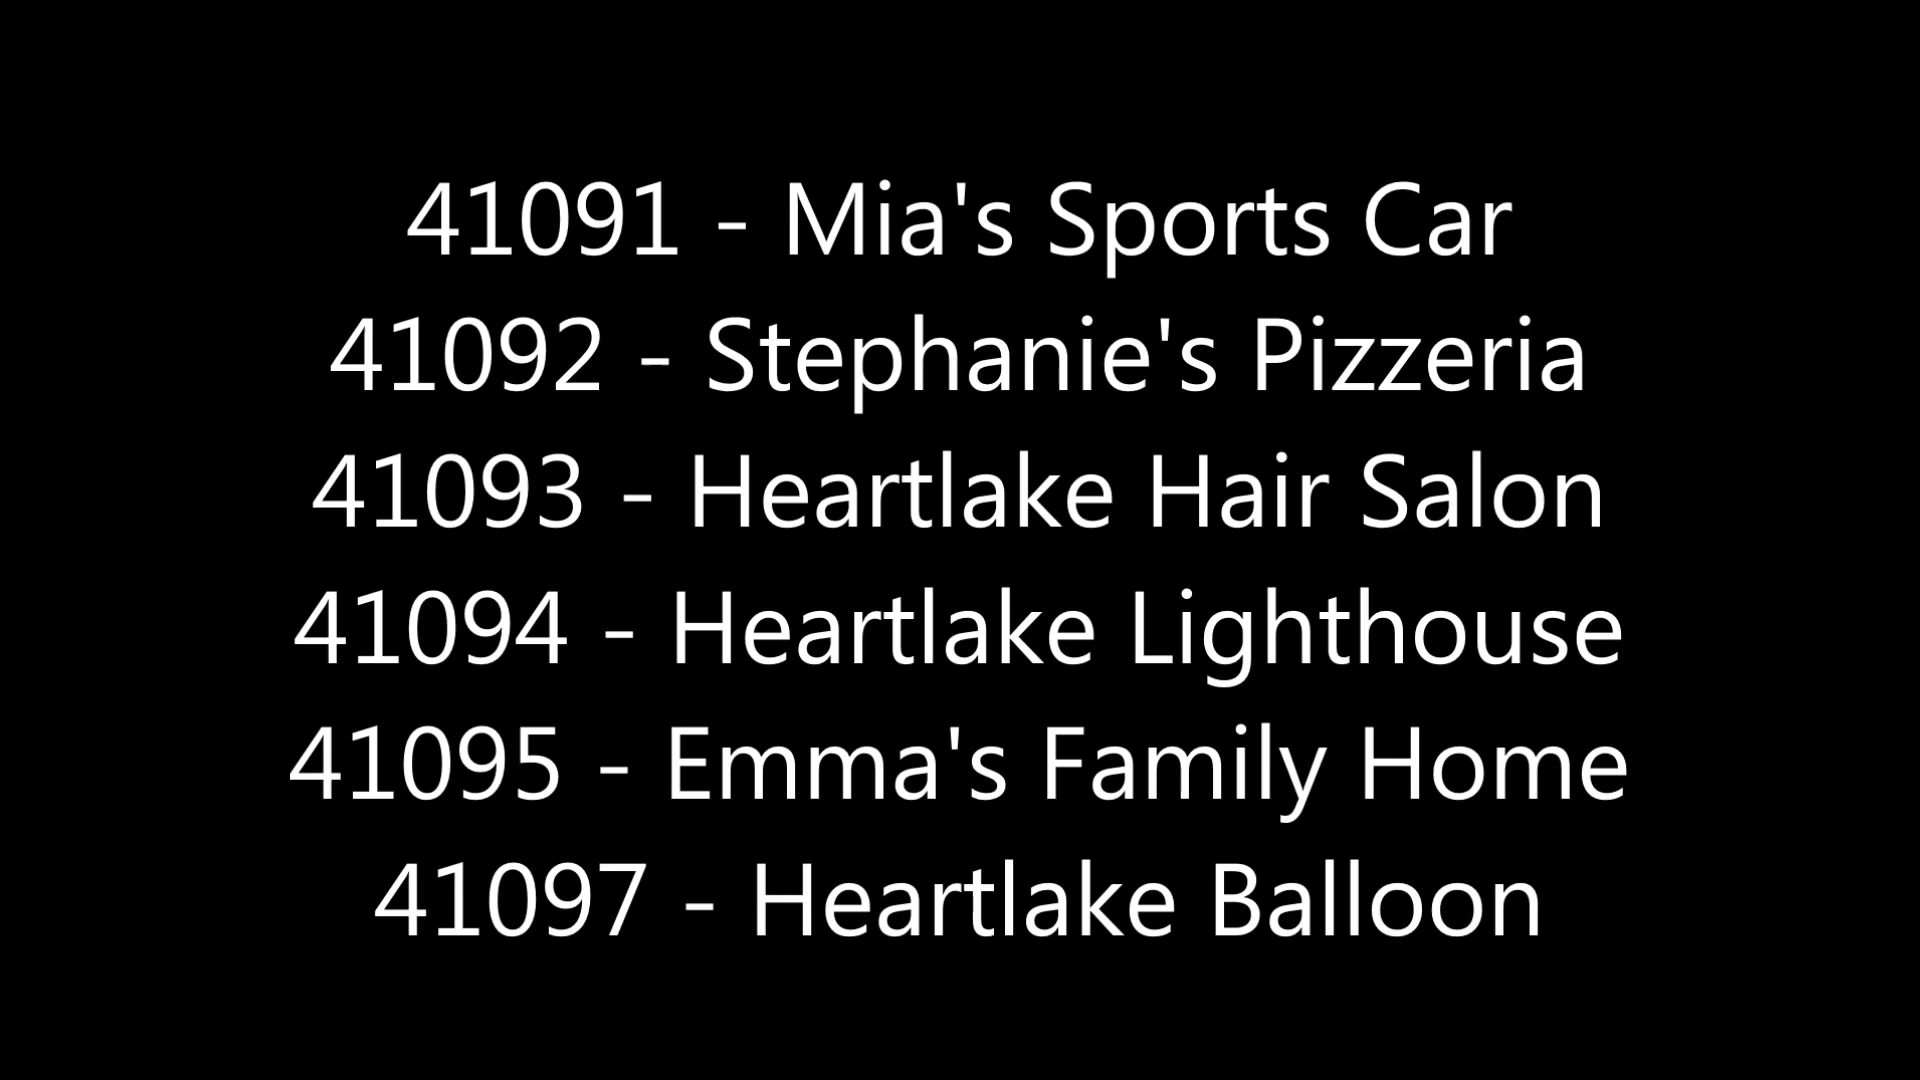 41091 - Mia's Sports Car
41092 - Stephanie's Pizzeria
41093 - Heartlake Hair Salon
41094 - Heartlake Lighthouse
41095 - Emma's Family Home
41097 - Heartlake Balloon